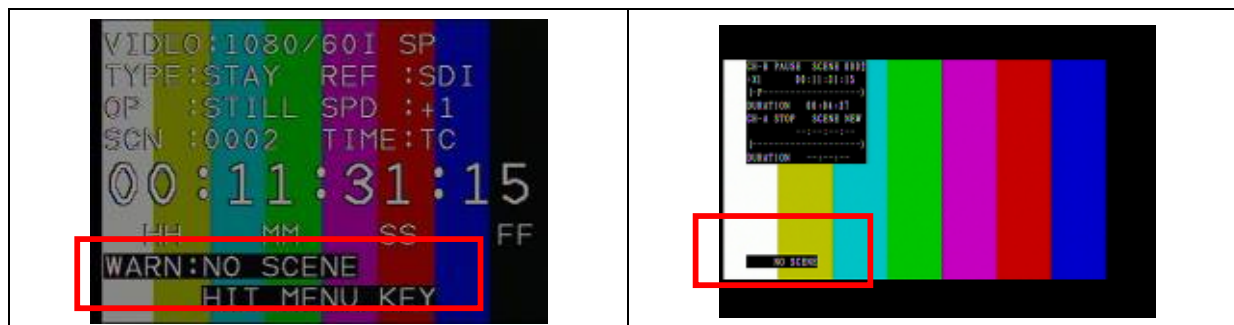 VIDEO:1080/60I SP
TYPE:STAY REF :SDI
OP :STILL SPD :+1
SCN :0002 TIME:TC
00:11:31:15
HH MM SS FF
WARN:NO SCENE
HIT MENU KEY
CH-B PAUSE SCENE 0002
00:11:31:15
DURATION 00:04:27
CH-A STOP SCENE NEW
--:--:--:--
DURATION --:--:--
NO SCENE